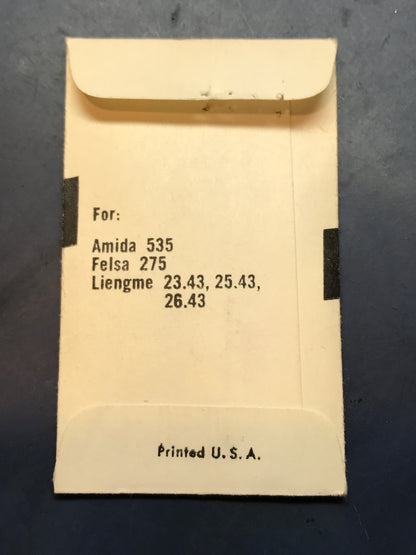 For:
Amida 535
Felsa 275
Liengme 23.43, 25.43,
26.43
Printed U. S. A.